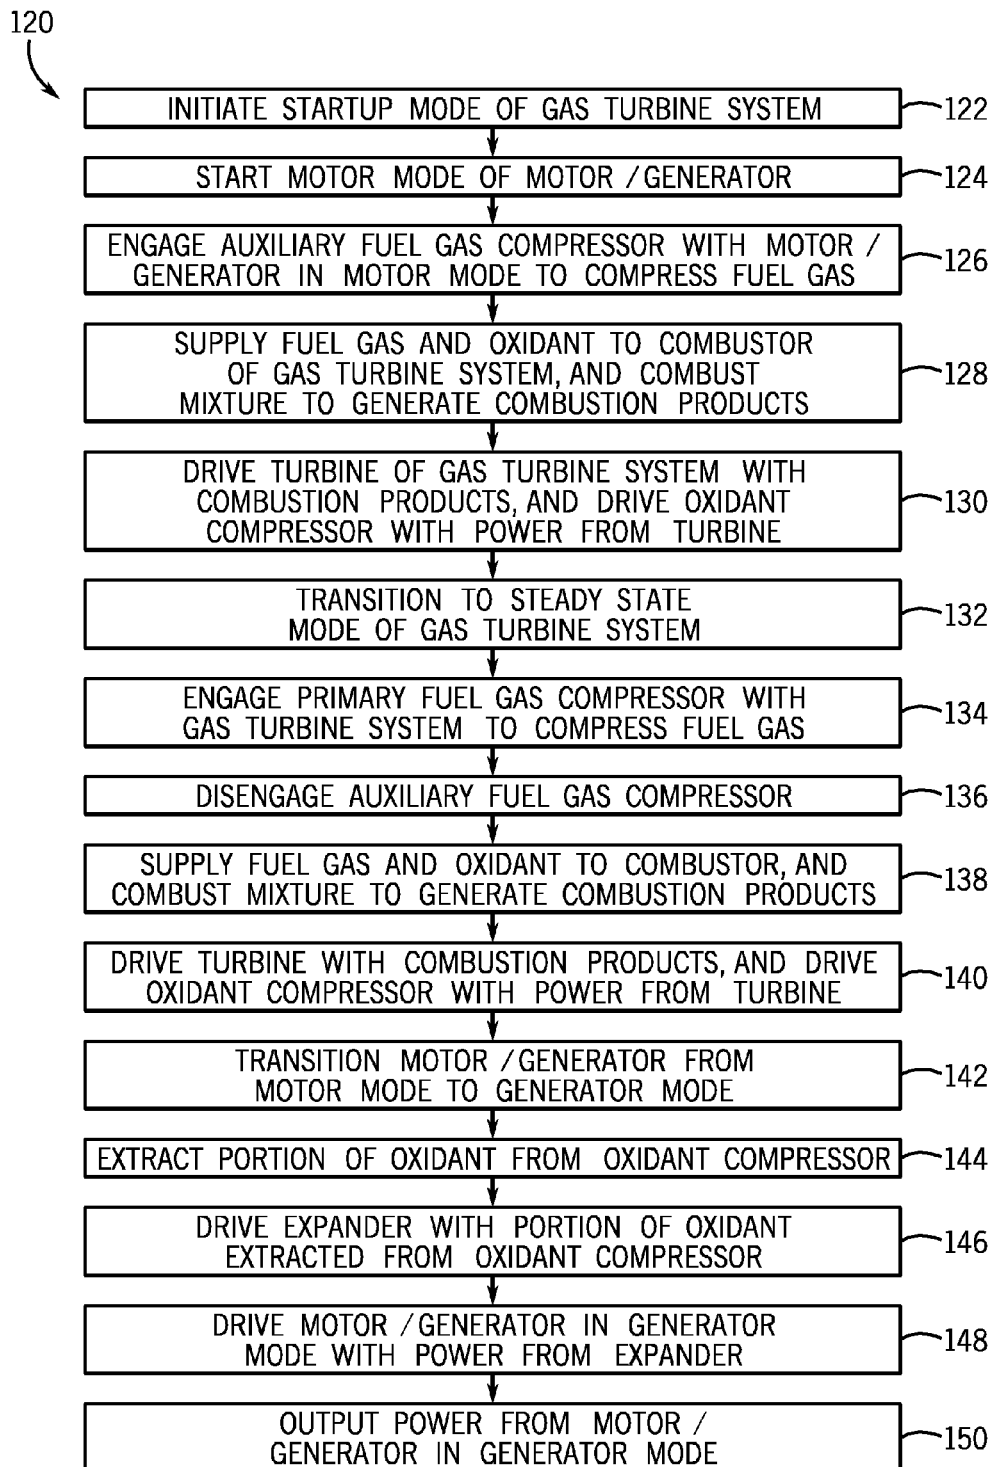 120
INITIATE STARTUP MODE OF GAS TURBINE SYSTEM
122
START MOTOR MODE OF MOTOR / GENERATOR
124
ENGAGE AUXILIARY FUEL GAS COMPRESSOR WITH MOTOR /
GENERATOR IN MOTOR MODE TO COMPRESS FUEL GAS
126
SUPPLY FUEL GAS AND OXIDANT TO COMBUSTOR
OF GAS TURBINE SYSTEM, AND COMBUST
MIXTURE TO GENERATE COMBUSTION PRODUCTS
128
DRIVE TURBINE OF GAS TURBINE SYSTEM WITH
COMBUSTION PRODUCTS, AND DRIVE OXIDANT
COMPRESSOR WITH POWER FROM TURBINE
130
TRANSITION TO STEADY STATE
MODE OF GAS TURBINE SYSTEM
132
ENGAGE PRIMARY FUEL GAS COMPRESSOR WITH
GAS TURBINE SYSTEM TO COMPRESS FUEL GAS
134
DISENGAGE AUXILIARY FUEL GAS COMPRESSOR
136
SUPPLY FUEL GAS AND OXIDANT TO COMBUSTOR, AND
COMBUST MIXTURE TO GENERATE COMBUSTION PRODUCTS
138
DRIVE TURBINE WITH COMBUSTION PRODUCTS, AND DRIVE
OXIDANT COMPRESSOR WITH POWER FROM TURBINE
140
TRANSITION MOTOR / GENERATOR FROM
MOTOR MODE TO GENERATOR MODE
142
EXTRACT PORTION OF OXIDANT FROM OXIDANT COMPRESSOR
144
DRIVE EXPANDER WITH PORTION OF OXIDANT
EXTRACTED FROM OXIDANT COMPRESSOR
146
DRIVE MOTOR / GENERATOR IN GENERATOR
MODE WITH POWER FROM EXPANDER
148
OUTPUT POWER FROM MOTOR /
GENERATOR IN GENERATOR MODE
150